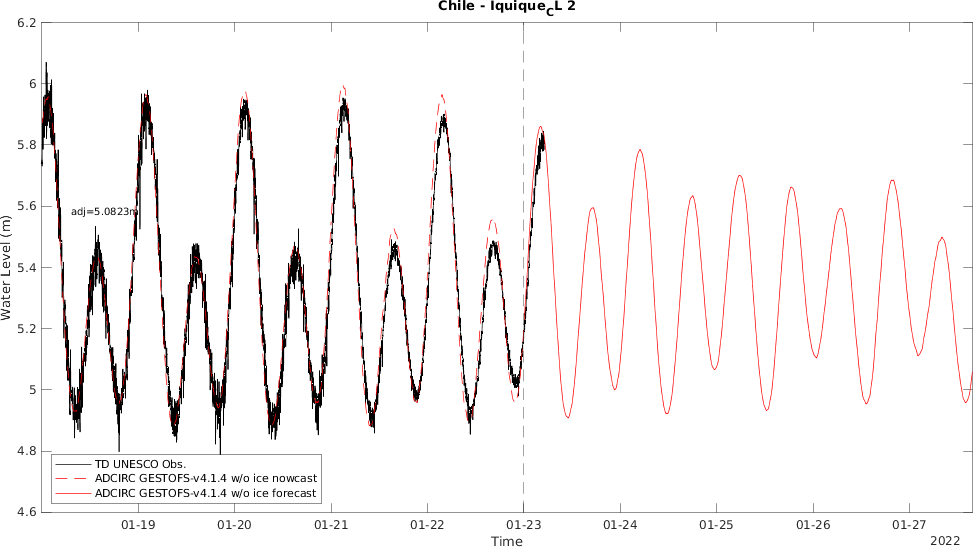 Chile - Iquique_CL 2
6.2
6
5.8
5.6
5.4
5.2
5
4.8
4.6
Water Level (m)
adj=5.0823m
TD UNESCO Obs.
ADCIRC GESTOFS-v4.1.4 w/o ice nowcast
ADCIRC GESTOFS-v4.1.4 w/o ice forecast
01-19 01-20 01-21 01-22 01-23 01-24 01-25 01-26 01-27
Time
2022